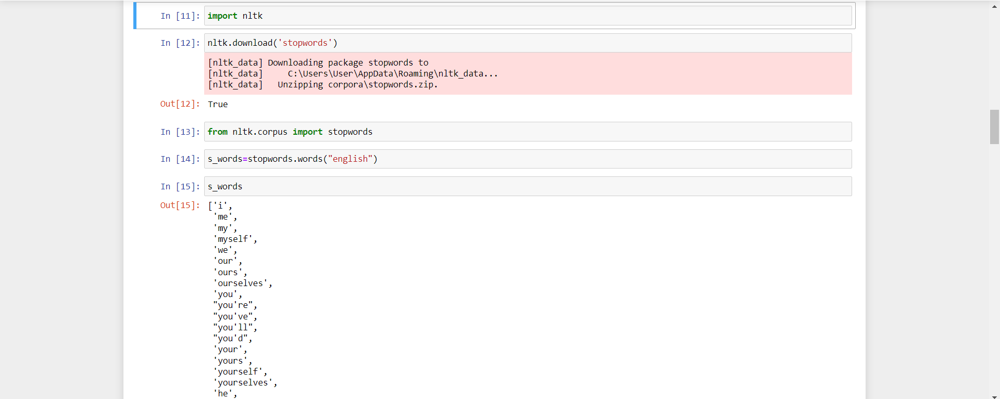 In [11]: import nltk
In [12]: nltk.download('stopwords')
[nltk_data] Downloading package stopwords to
[nltk_data]     C:\Users\User\AppData\Roaming\nltk_data...
[nltk_data]   Unzipping corpora\stopwords.zip.
Out[12]: True
In [13]: from nltk.corpus import stopwords
In [14]: s_words=stopwords.words("english")
In [15]: s_words
Out[15]: ['i',
'me',
'my',
'myself',
'we',
'our',
'ours',
'ourselves',
'you',
"you're",
"you've",
"you'll",
"you'd",
'your',
'yours',
'yourself',
'yourselves',
'he',